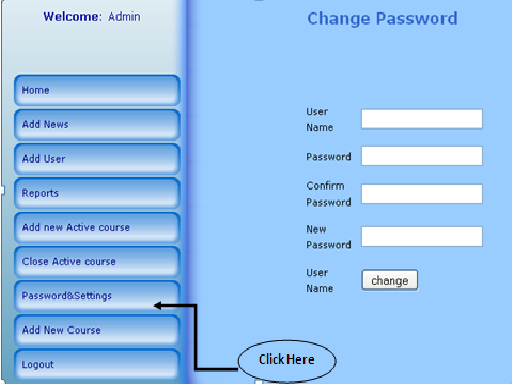 Welcome: Admin
Home
Add News
Add User
Reports
Add new Active course
Close Active course
Password&Settings
Add New Course
Logout
Change Password
User
Name
Password
Confirm
Password
New
Password
User
Name
change
Click Here